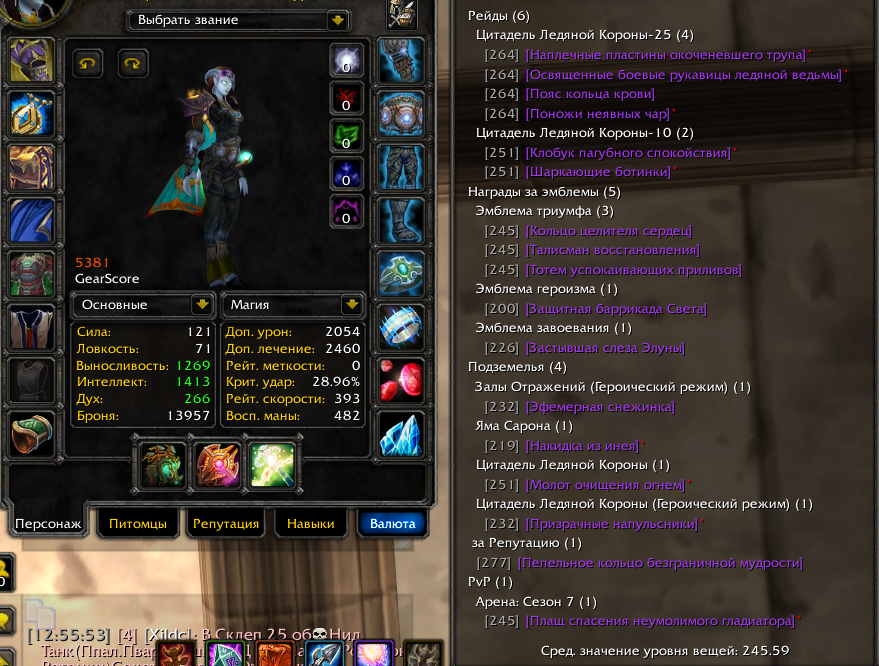 Выбрать звание
0
0
0
0
0
5381
GearScore
Основные
Магия
Сила: 121
Ловкость: 71
Выносливость: 1269
Интеллект: 1413
Дух: 266
Броня: 13957
Доп. урон: 2054
Доп. лечение: 2460
Рейт. меткости: 0
Крит. удар: 28.96%
Рейт. скорости: 393
Восп. маны: 482
Персонаж
Питомцы
Репутация
Навыки
Валюта
0
[12:55:53] [4] [Xildc]: В Склеп 25 об Нил
Рейды (6)
Цитадель Ледяной Короны-25 (4)
[264] [Наплечные пластины окоченевшего трупа]*
[264] [Освященные боевые рукавицы ледяной ведьмы]*
[264] [Пояс кольца крови]
[264] [Поножи неявных чар]*
Цитадель Ледяной Короны-10 (2)
[251] [Клобук пагубного спокойствия]*
[251] [Шаркающие ботинки]*
Награды за эмблемы (5)
Эмблема триумфа (3)
[245] [Кольцо целителя сердец]
[245] [Талисман восстановления]
[245] [Тотем успокаивающих приливов]
Эмблема героизма (1)
[200] [Защитная баррикада Света]
Эмблема завоевания (1)
[226] [Застывшая слеза Элуны]
Подземелья (4)
Залы Отражений (Героический режим) (1)
[232] [Эфемерная снежинка]
Яма Сарона (1)
[219] [Накидка из инея]*
Цитадель Ледяной Короны (1)
[251] [Молот очищения огнем]*
Цитадель Ледяной Короны (Героический режим) (1)
[232] [Призрачные напульсники]*
за Репутацию (1)
[277] [Пепельное кольцо безграничной мудрости]
PvP (1)
Арена: Сезон 7 (1)
[245] [Плащ спасения неумолимого гладиатора]*
Сред. значение уровня вещей: 245.59